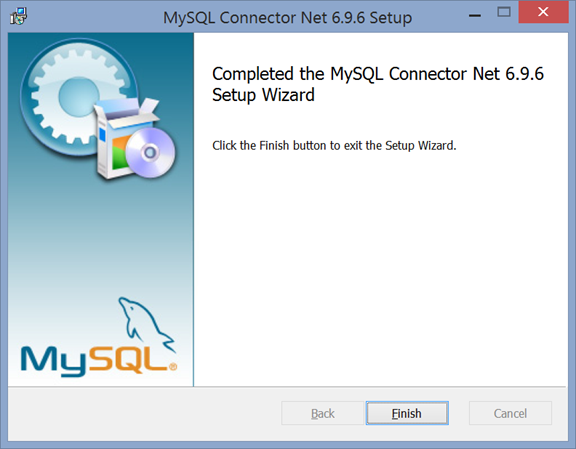 MySQL Connector Net 6.9.6 Setup
Completed the MySQL Connector Net 6.9.6
Setup Wizard
Click the Finish button to exit the Setup Wizard.
MySQL®
Back
Finish
Cancel